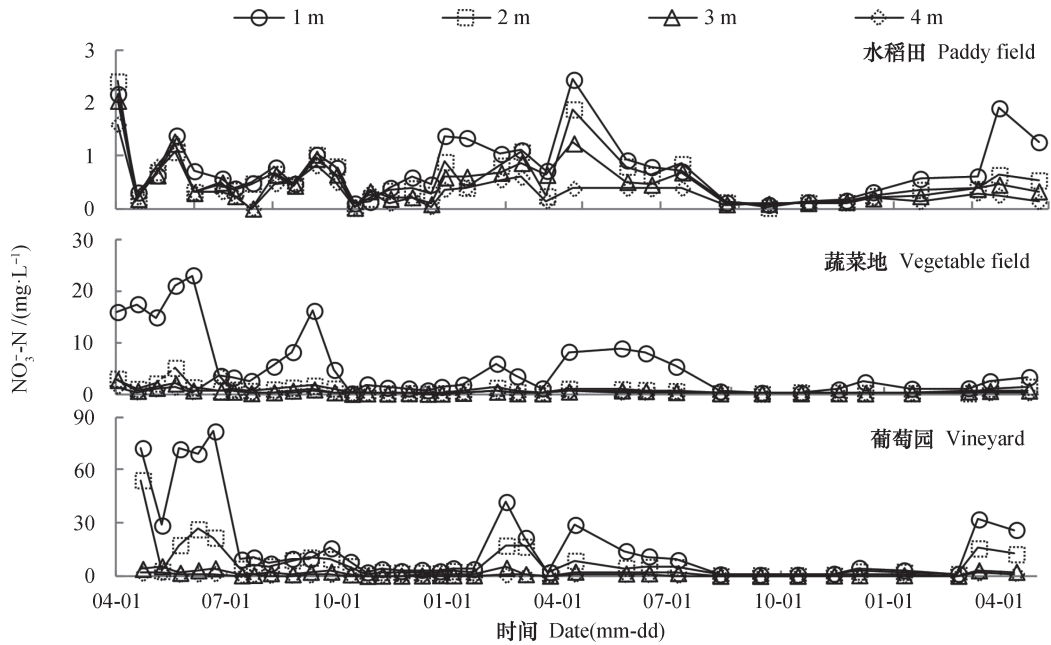 1 m 2 m 3 m 4 m
3
水稻田 Paddy field
2
1
0
30
蔬菜地 Vegetable field
20
10
0
NO₃⁻-N /(mg·L⁻¹)
90
葡萄园 Vineyard
60
30
0
04-01 07-01 10-01 01-01 04-01 07-01 10-01 01-01 04-01
时间 Date(mm-dd)